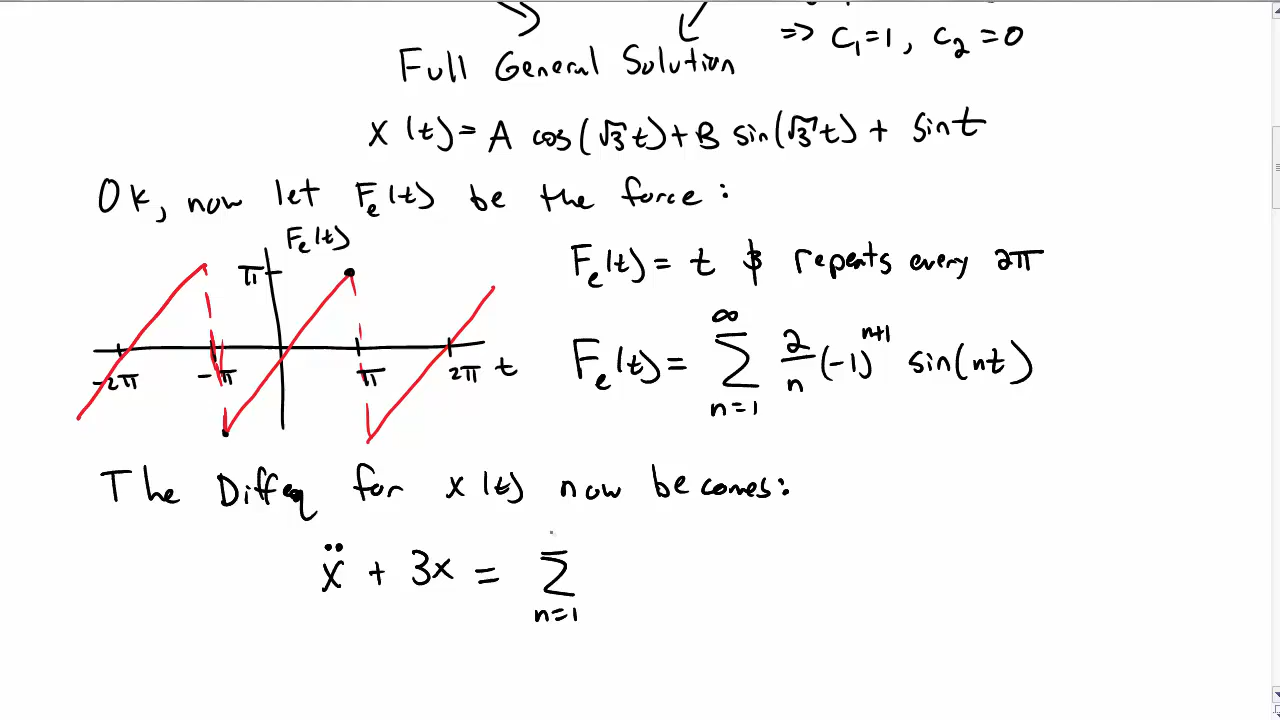 => C₁=1, C₂=0
Full General Solution
X(t)= A cos(√3 t)+B sin(√3 t) + sint
Ok, now let Fₑ(t) be the force:
Fₑ(t)
π
-2π -π π 2π t
Fₑ(t)= t & repeats every 2π
Fₑ(t)= ∑_{n=1}^{∞} 2/n (-1)^{n+1} sin(nt)
The Diffeq for x(t) now becomes:
ẍ + 3x = ∑_{n=1}